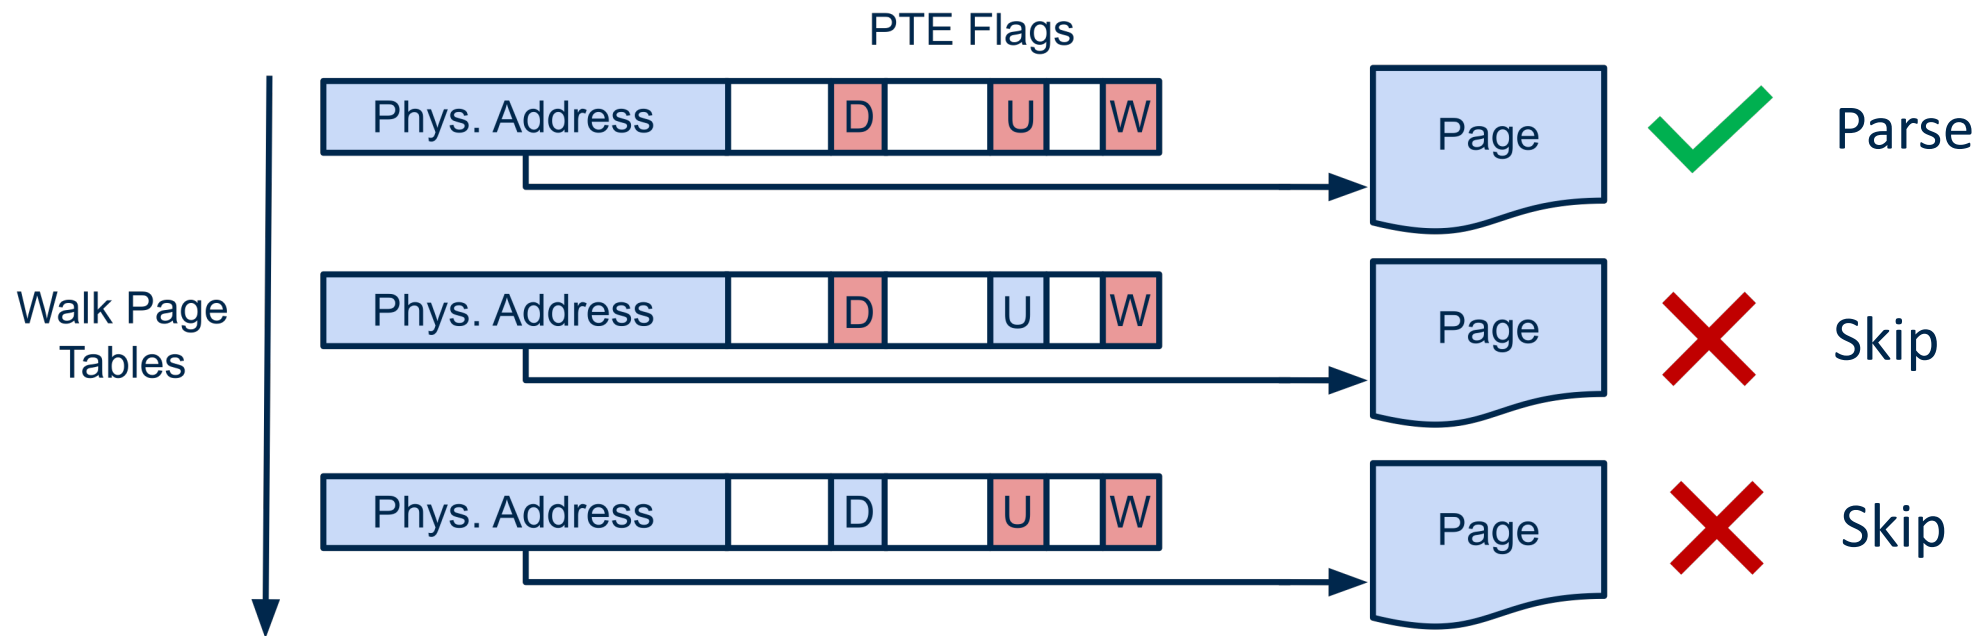 PTE Flags
Phys. Address D U W Page Parse
Walk Page
Tables
Phys. Address D U W Page Skip
Phys. Address D U W Page Skip